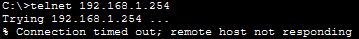 C:\>telnet 192.168.1.254
Trying 192.168.1.254 ...
% Connection timed out; remote host not responding